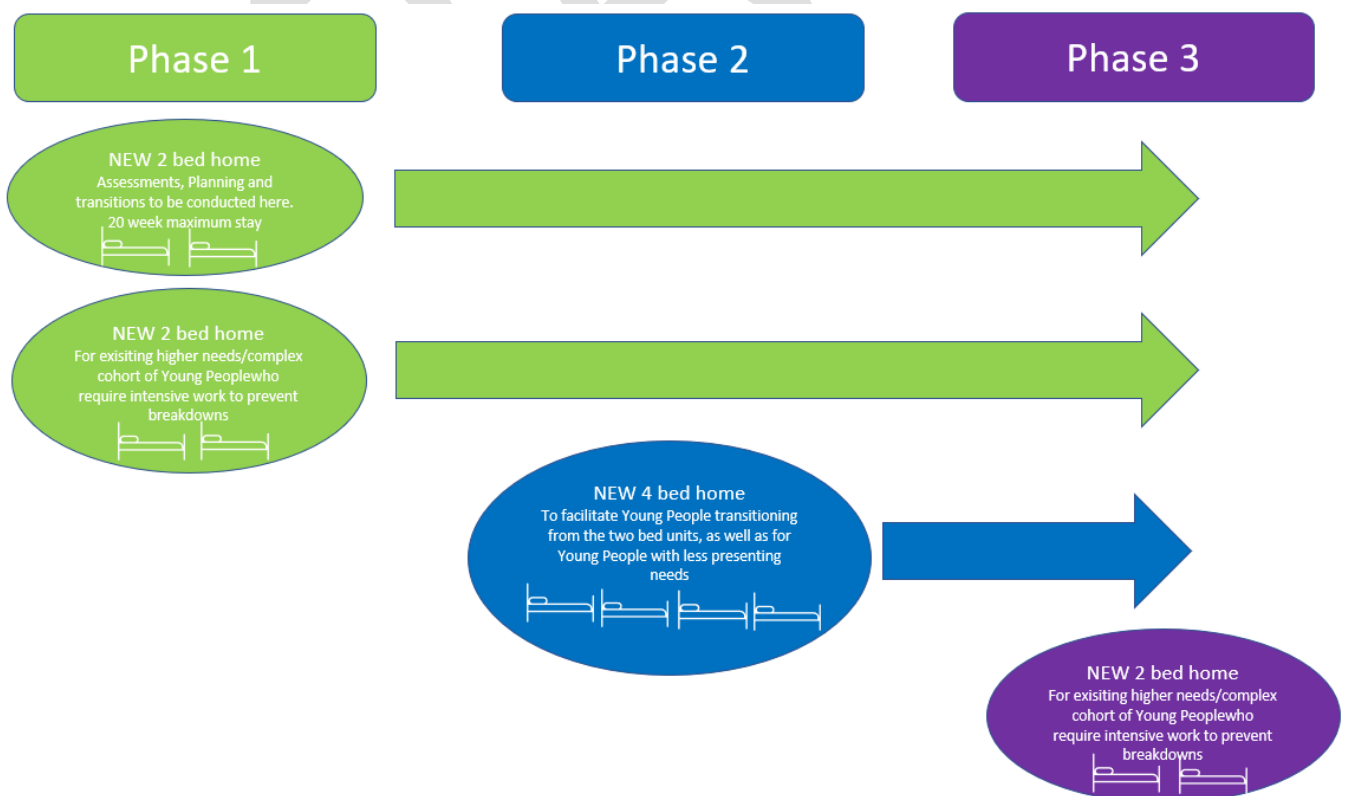 Phase 1
Phase 2
Phase 3
NEW 2 bed home
Assessments, Planning and
transitions to be conducted here.
20 week maximum stay
NEW 2 bed home
For exisiting higher needs/complex
cohort of Young Peoplewho
require intensive work to prevent
breakdowns
NEW 4 bed home
To facilitate Young People transitioning
from the two bed units, as well as for
Young People with less presenting
needs
NEW 2 bed home
For exisiting higher needs/complex
cohort of Young Peoplewho
require intensive work to prevent
breakdowns